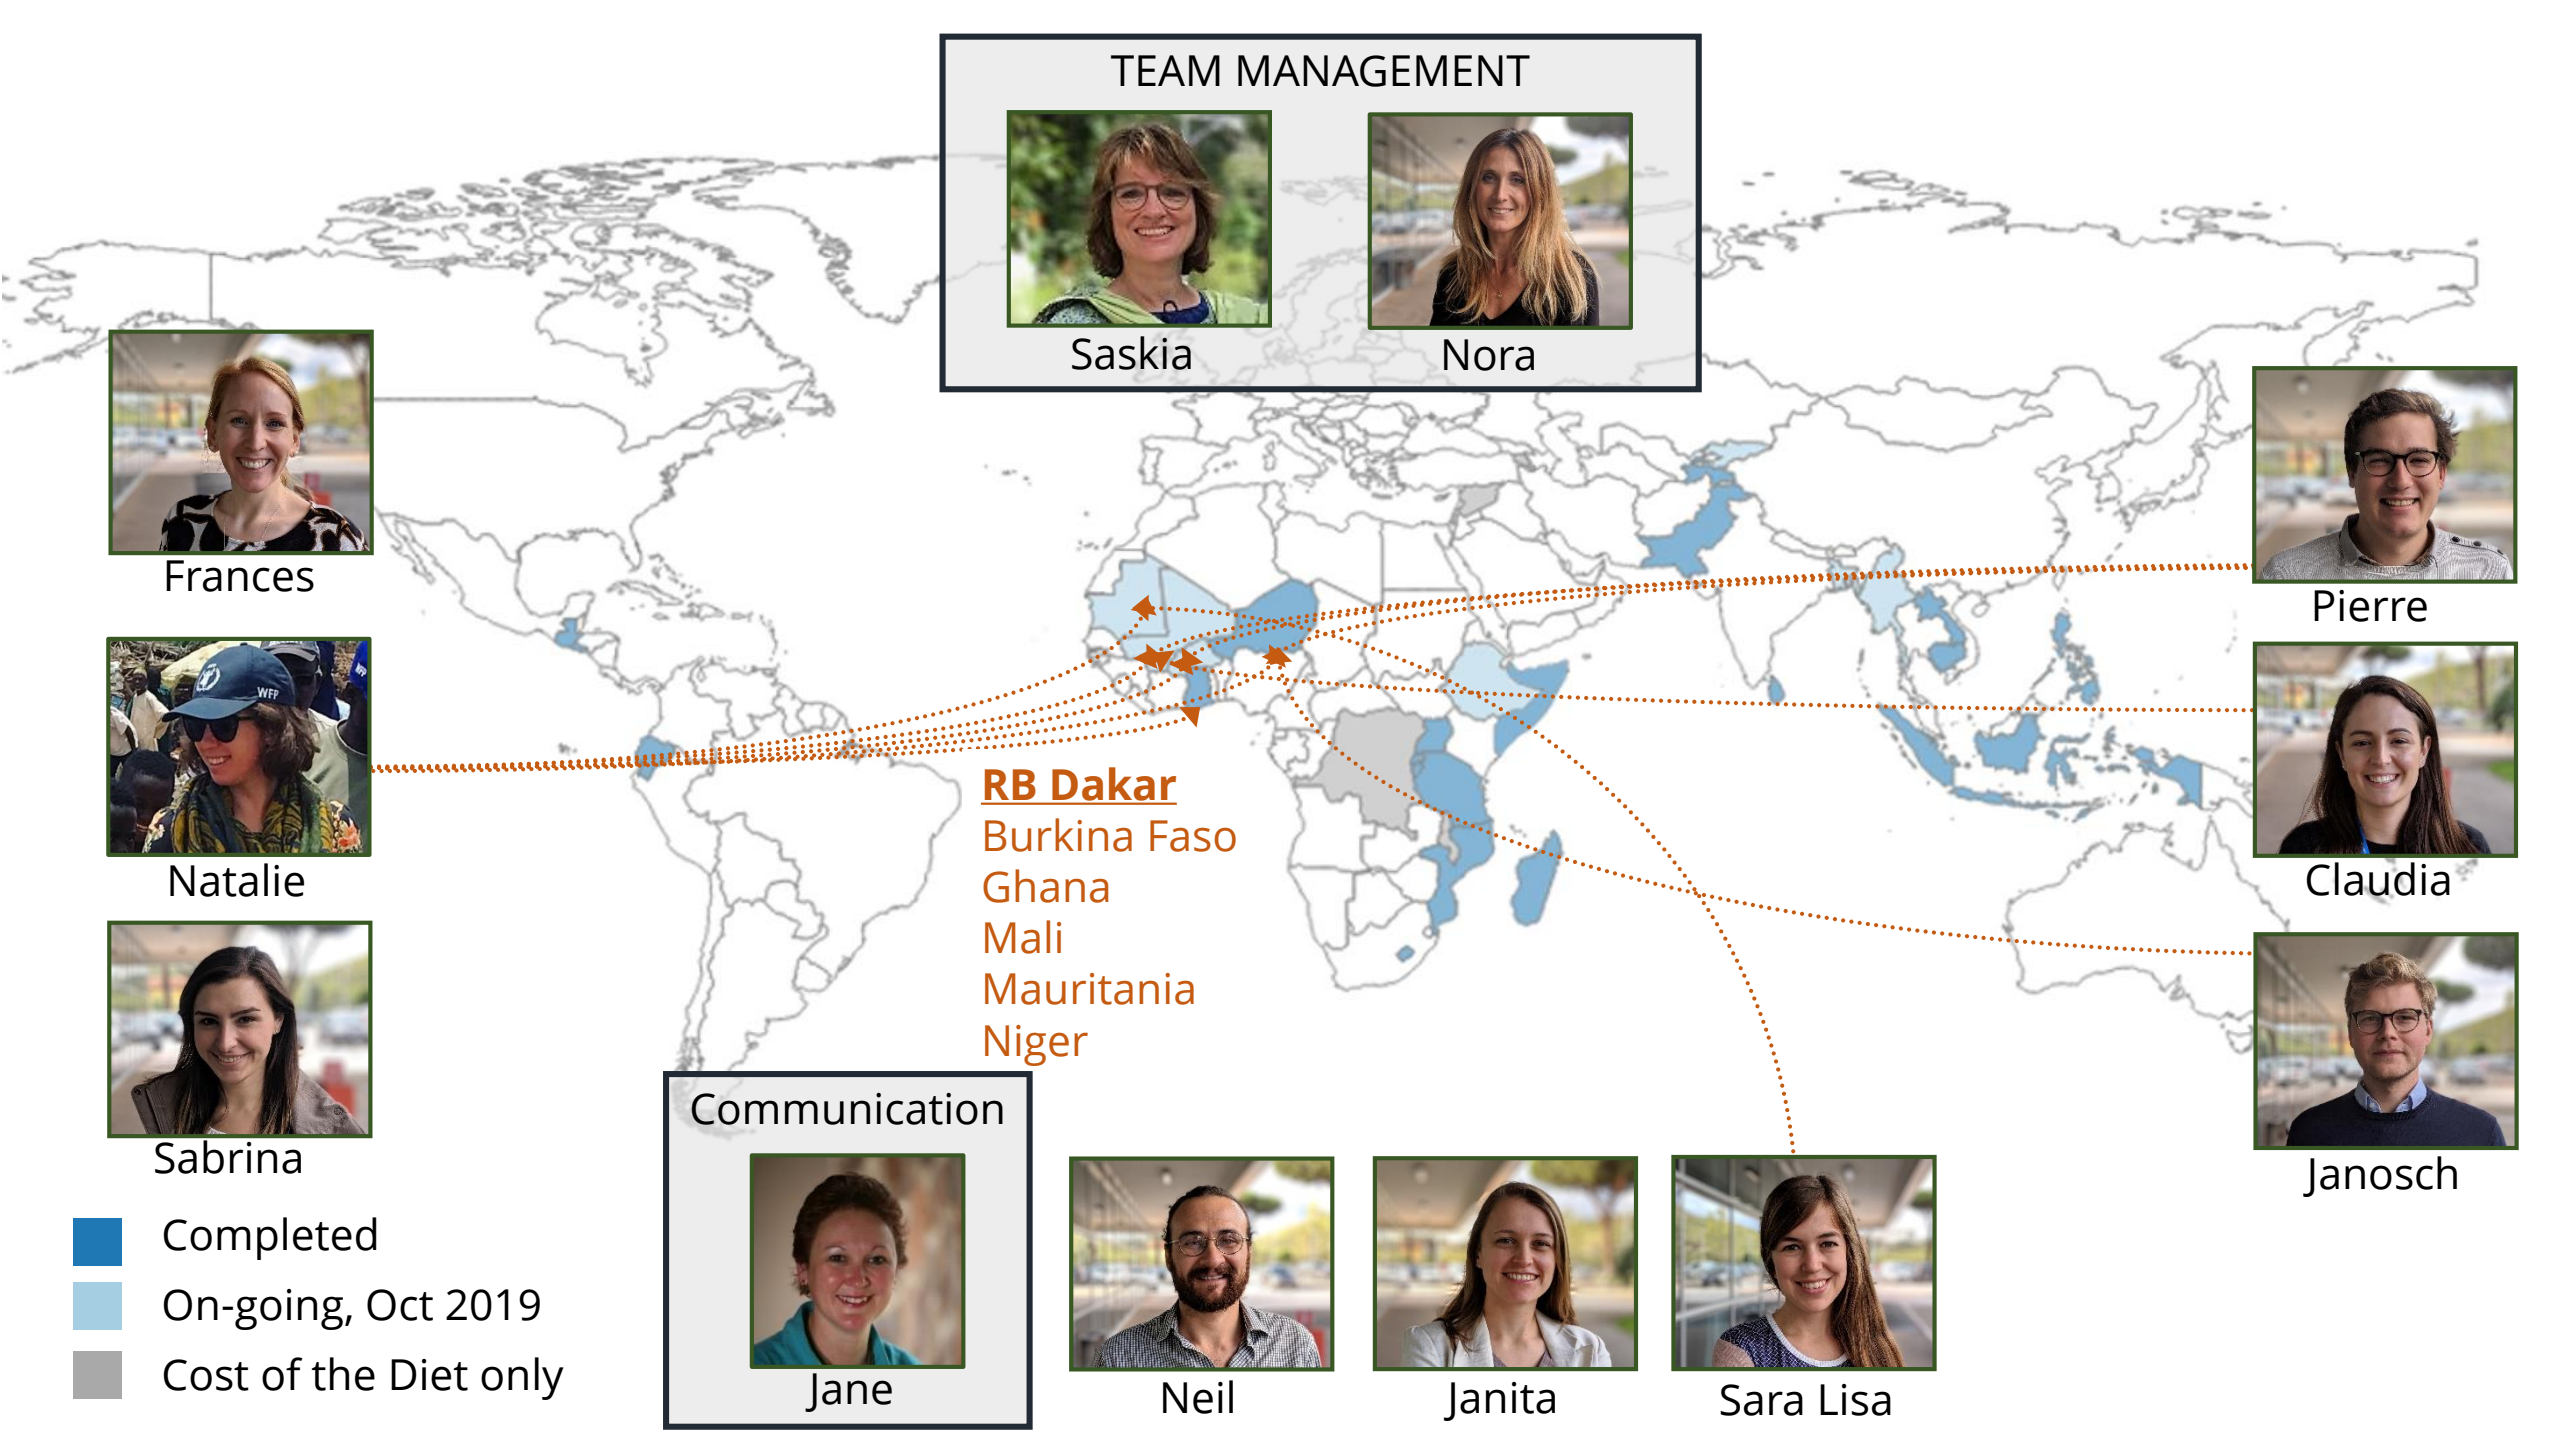 TEAM MANAGEMENT
Saskia
Nora
Frances
Natalie
WFP
Sabrina
Pierre
Claudia
Janosch
RB Dakar
Burkina Faso
Ghana
Mali
Mauritania
Niger
Communication
Jane
Neil
Janita
Sara Lisa
Completed
On-going, Oct 2019
Cost of the Diet only